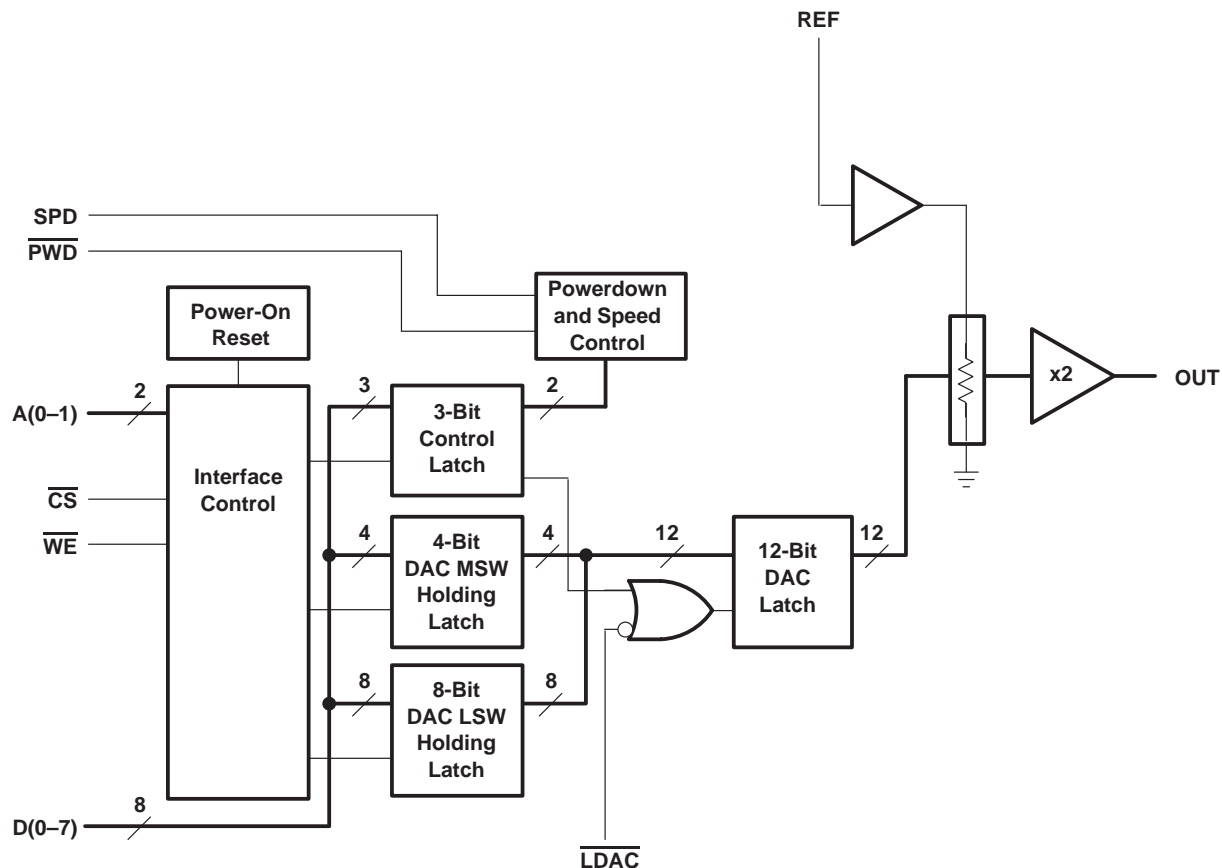 REF
SPD
PWD
Power-On
Reset
Powerdown
and Speed
Control
x2
OUT
A(0–1)
2
3
2
3-Bit
Control
Latch
Interface
Control
CS
WE
4
4-Bit
DAC MSW
Holding
Latch
4
12
12-Bit
DAC
Latch
12
8
8-Bit
DAC LSW
Holding
Latch
8
D(0–7)
8
LDAC